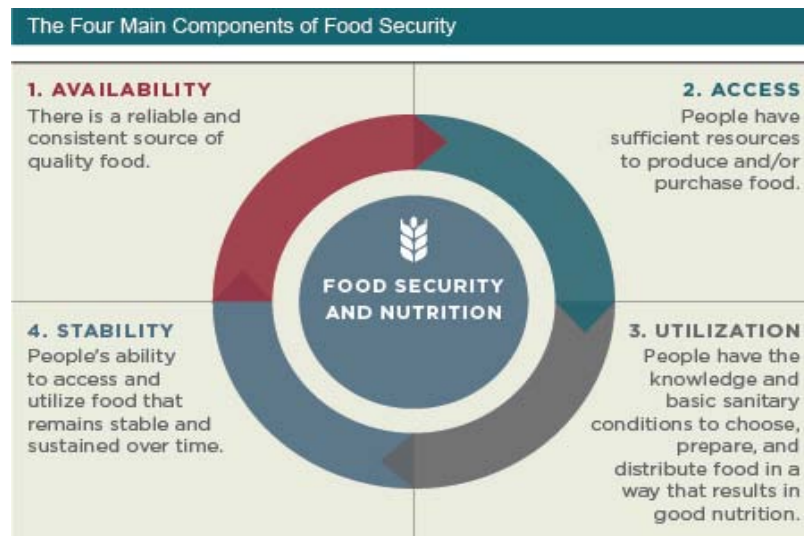 The Four Main Components of Food Security
1. AVAILABILITY
There is a reliable and
consistent source of
quality food.
2. ACCESS
People have
sufficient resources
to produce and/or
purchase food.
FOOD SECURITY
AND NUTRITION
3. UTILIZATION
People have the
knowledge and
basic sanitary
conditions to choose,
prepare, and
distribute food in a
way that results in
good nutrition.
4. STABILITY
People's ability
to access and
utilize food that
remains stable and
sustained over time.